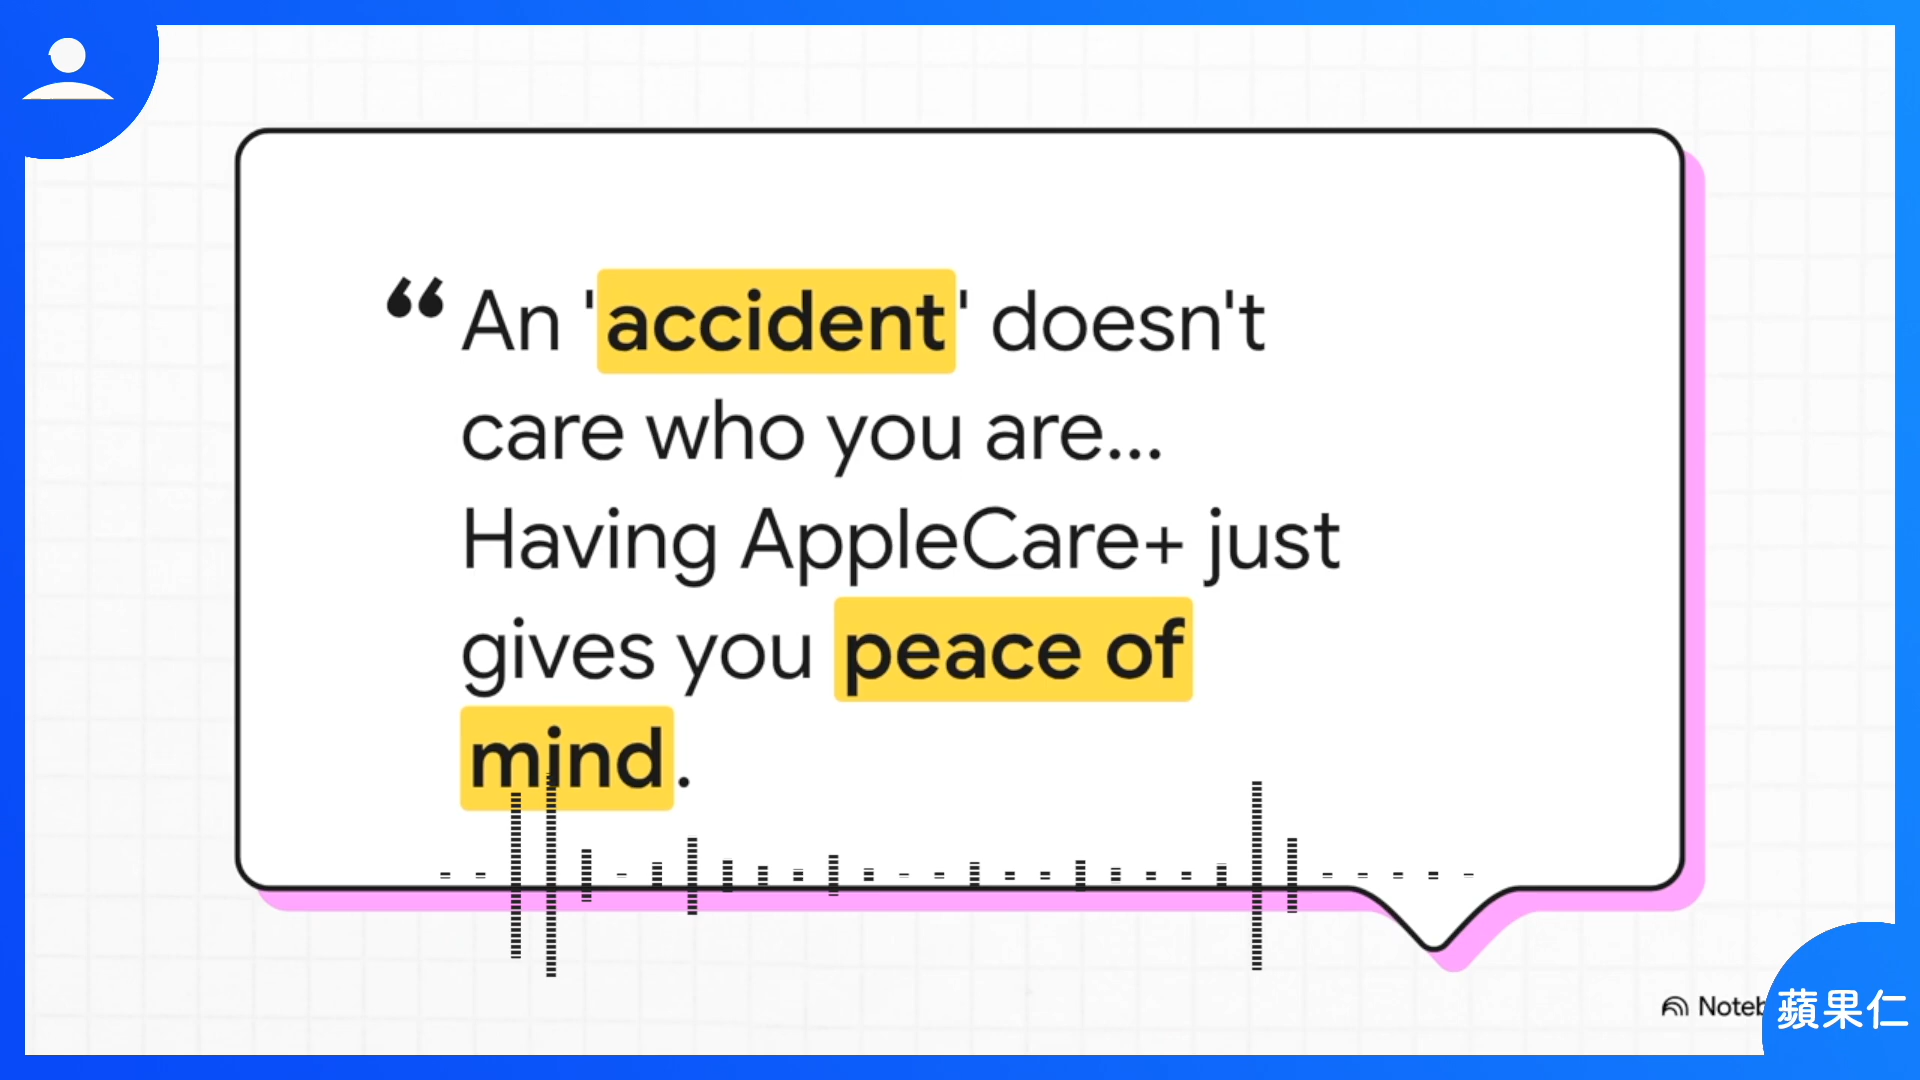 “An 'accident' doesn't
care who you are...
Having AppleCare+ just
gives you peace of
mind.
蘋果仁